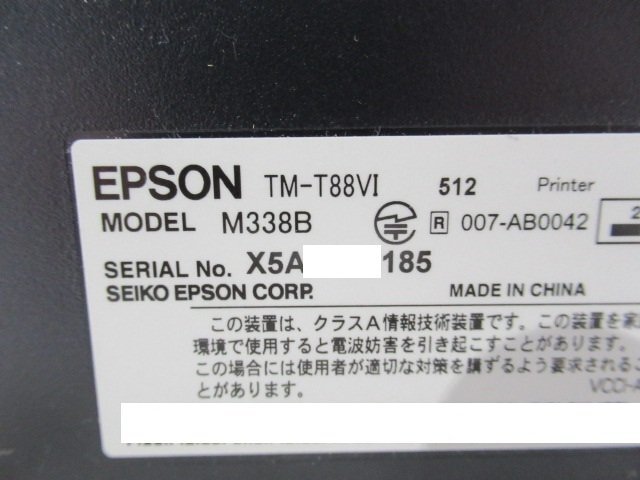 EPSON TM-T88VI 512 Printer
MODEL M338B R 007-AB0042 2
SERIAL No. X5A 185
SEIKO EPSON CORP. MADE IN CHINA
この装置は、クラスA情報技術装置です。この装置を家
環境で使用すると電波妨害を引き起こすことがあります。
この場合には使用者が適切な対策を講ずるよう要求されるこ
とがあります。 VCCI-A